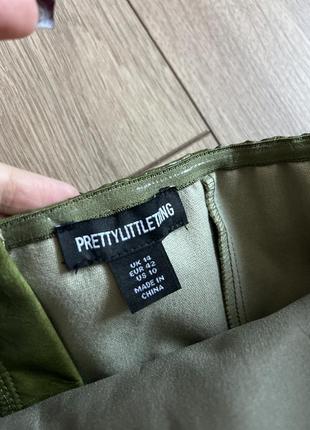 PRETTYLITTLETHING
UK 14
EUR 42
US 10
MADE IN
CHINA